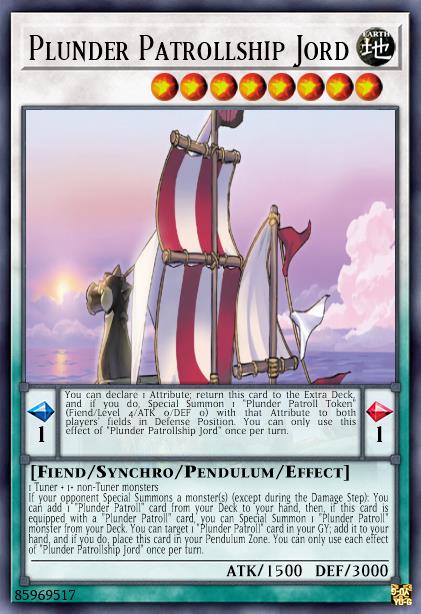 PLUNDER PATROLLSHIP JORD
EARTH
地
You can declare 1 Attribute; return this card to the Extra Deck,
and if you do, Special Summon 1 "Plunder Patroll Token"
(Fiend/Level 4/ATK 0/DEF 0) with that Attribute to both
players' fields in Defense Position. You can only use this
effect of "Plunder Patrollship Jord" once per turn.
1
1
[FIEND/SYNCHRO/PENDULUM/EFFECT]
1 Tuner + 1+ non-Tuner monsters
If your opponent Special Summons a monster(s) (except during the Damage Step): You
can add 1 "Plunder Patroll" card from your Deck to your hand, then, if this card is
equipped with a "Plunder Patroll" card, you can Special Summon 1 "Plunder Patroll"
monster from your Deck. You can target 1 "Plunder Patroll" card in your GY; add it to your
hand, and if you do, place this card in your Pendulum Zone. You can only use each effect
of "Plunder Patrollship Jord" once per turn.
ATK/1500 DEF/3000
85969517